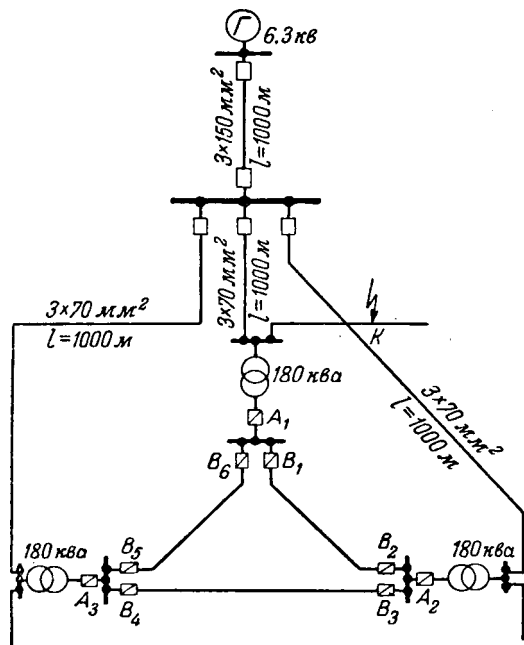 Г
6.3 кв
3×150 мм²
l=1000 м
3×70 мм²
l=1000 м
3×70 мм²
l=1000 м
К
3×70 мм²
l=1000 м
180 ква
A₁
B₆
B₁
180 ква
A₃
B₅
B₄
B₂
B₃
180 ква
A₂